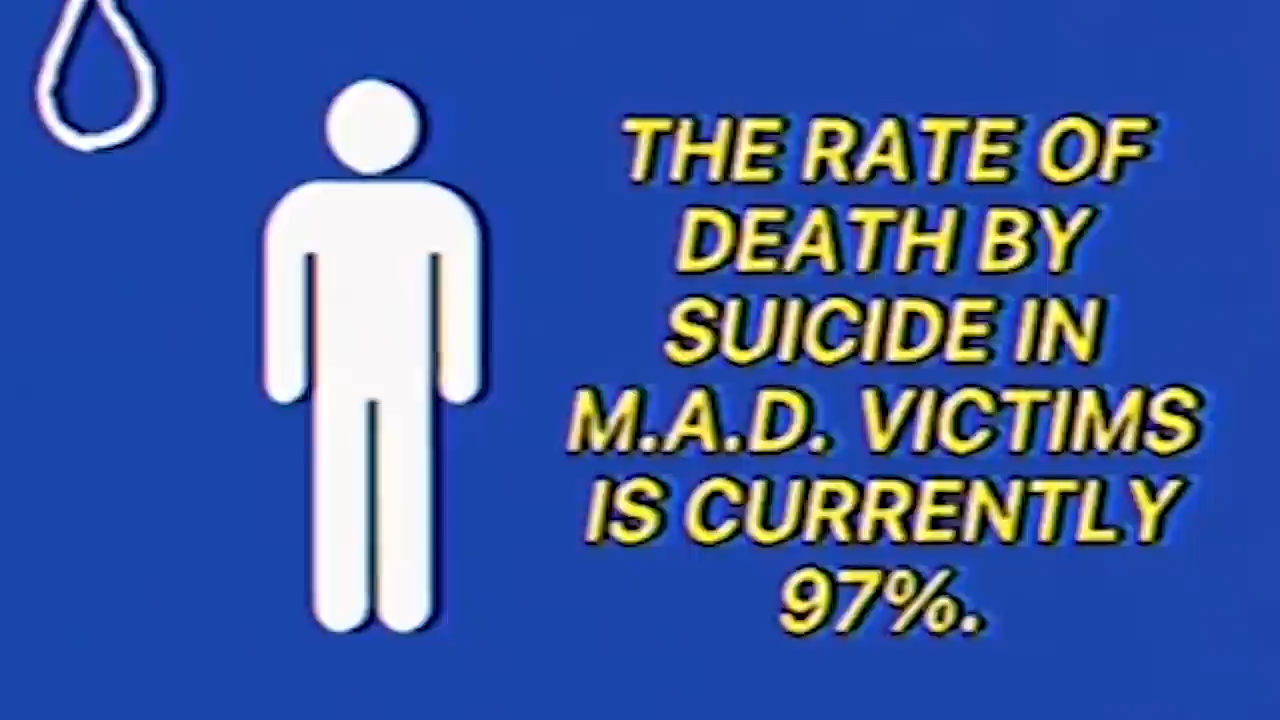 THE RATE OF
DEATH BY
SUICIDE IN
M.A.D. VICTIMS
IS CURRENTLY
97%.